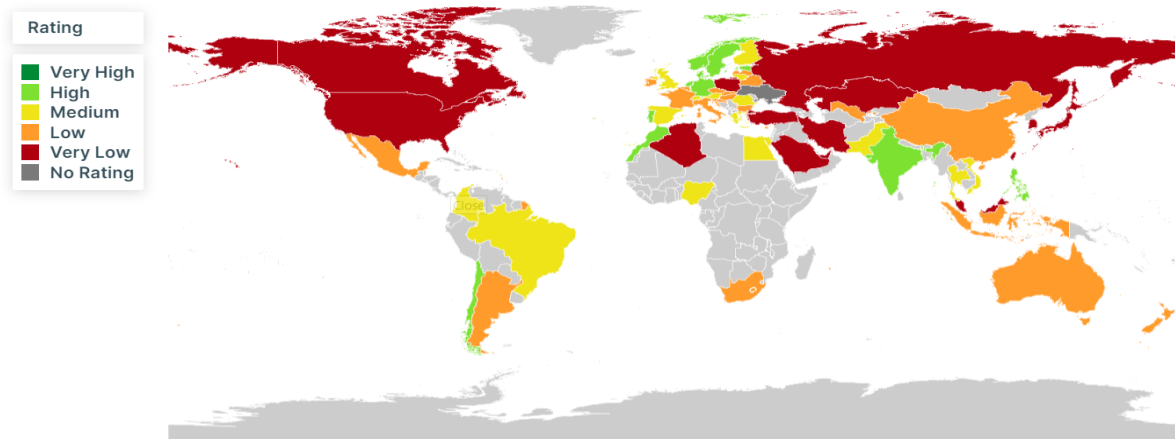 Rating
Very High
High
Medium
Low
Very Low
No Rating
Close